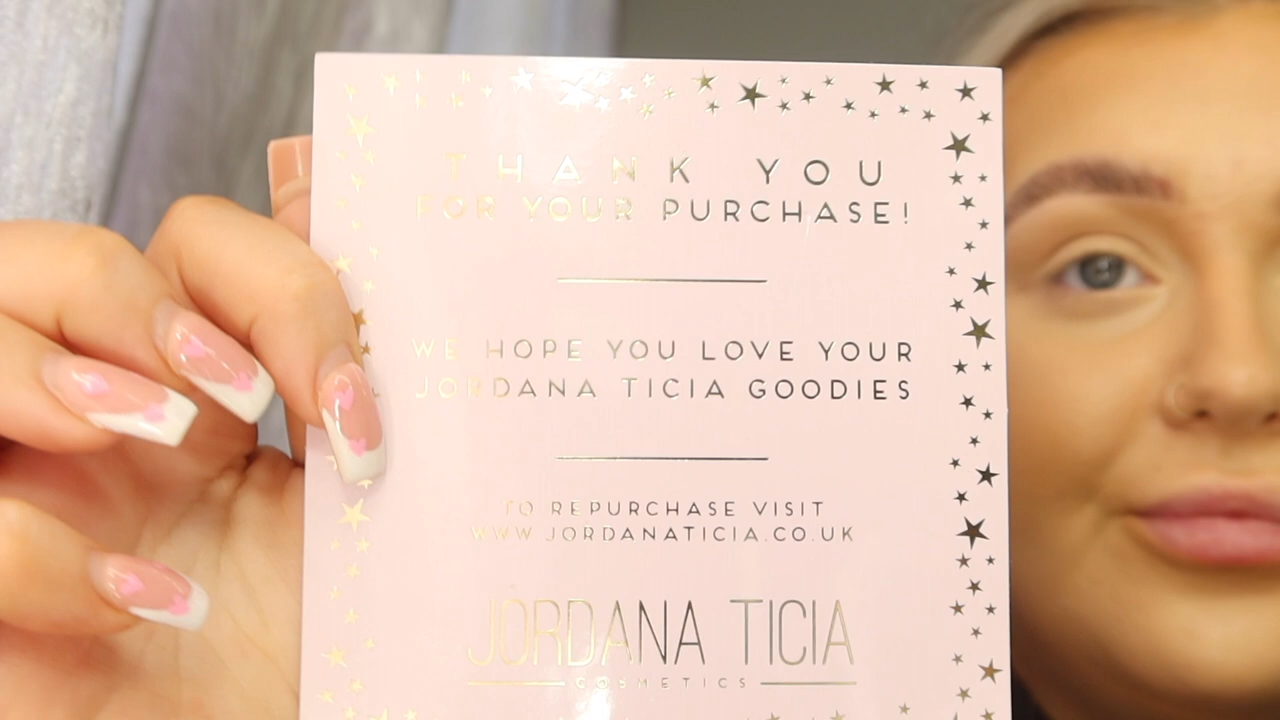 THANK YOU
FOR YOUR PURCHASE!
WE HOPE YOU LOVE YOUR
JORDANA TICIA GOODIES
TO REPURCHASE VISIT
WWW.JORDANATICIA.CO.UK
JORDANA TICIA
COSMETICS